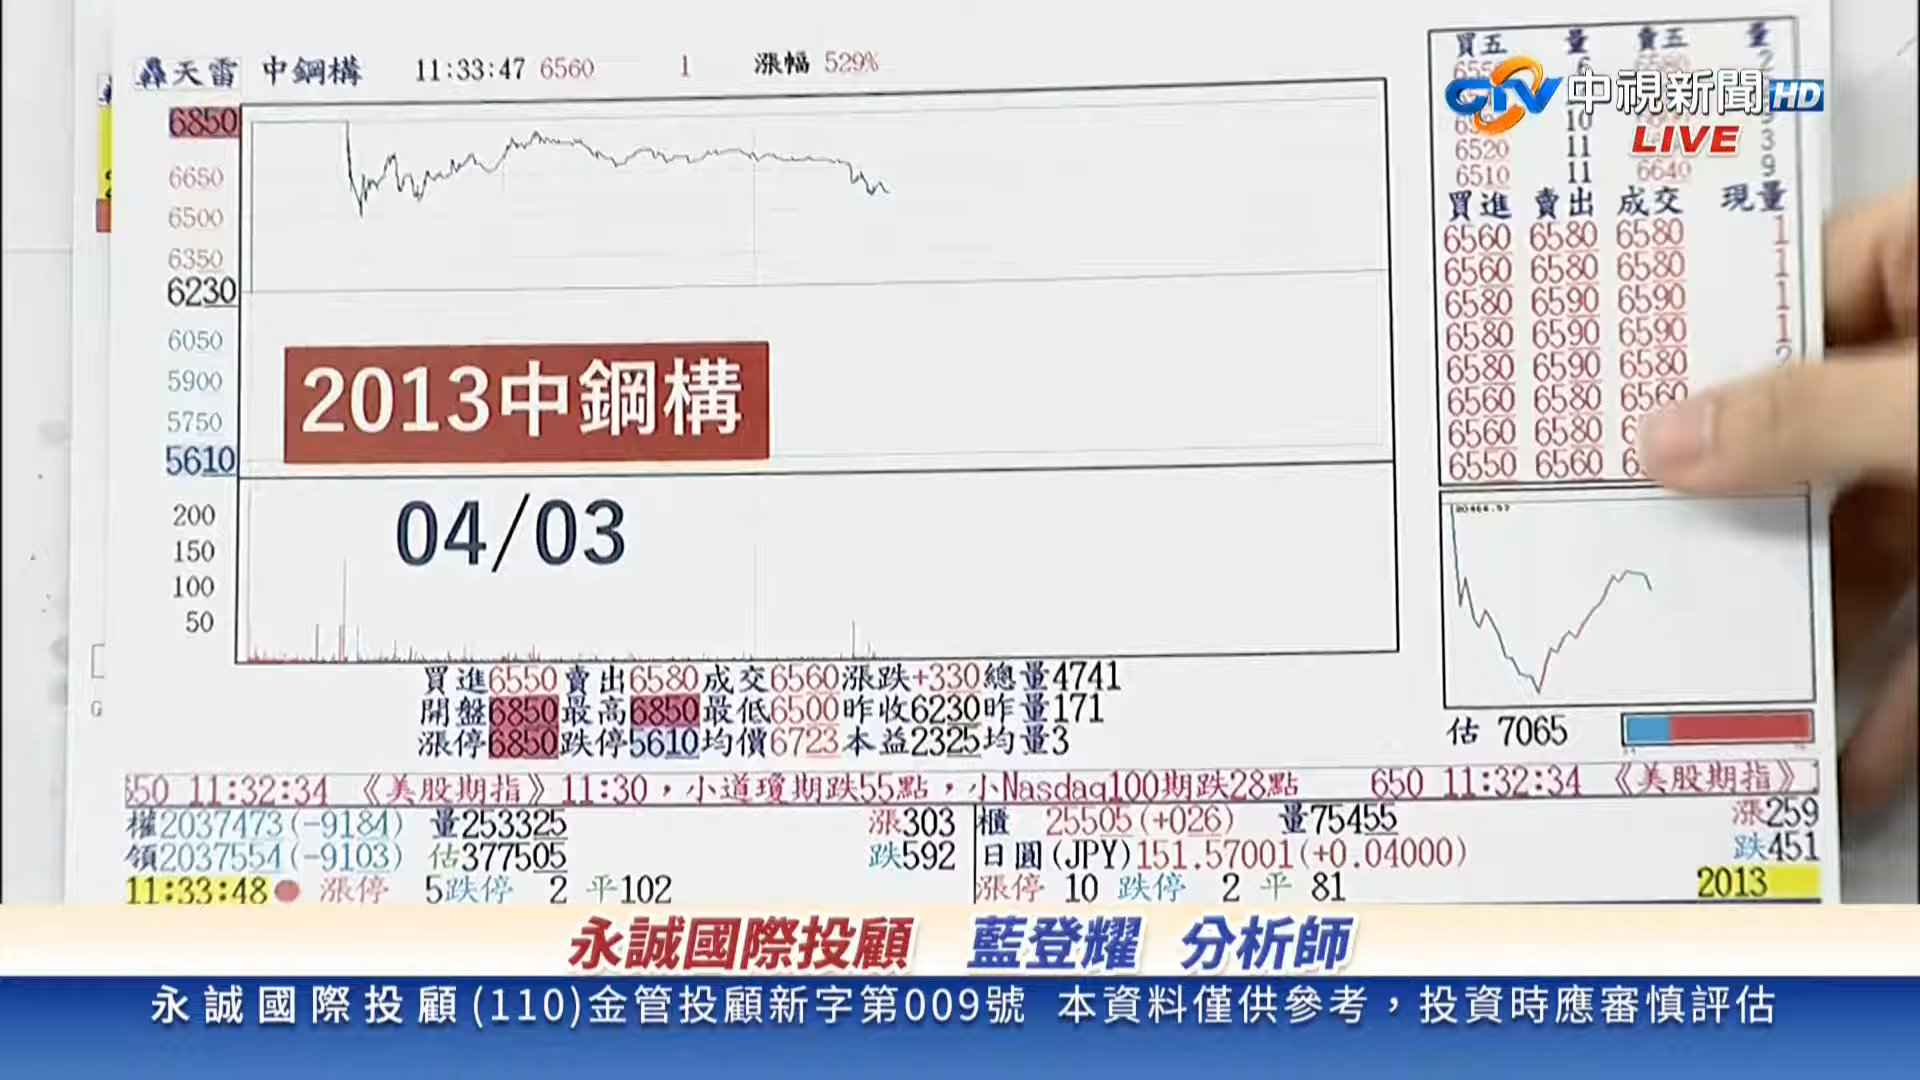 轟天雷 中鋼構 11:33:47 6560 1 漲幅 529%
買五 量 賣五 量
CTV 中視新聞 HD
LIVE
6520 11
6510 11 6640 9
買進 賣出 成交 現量
6560 6580 6580 1
6560 6580 6580 1
6580 6590 6590 1
6580 6590 6590 1
6580 6590 6580 2
6560 6580 6560
6560 6580
6550 6560
6850
6650
6500
6350
6230
6050
5900
5750
5610
2013中鋼構
04/03
200
150
100
50
20466.57
估 7065
買進6550賣出6580成交6560漲跌+330總量4741
開盤6850最高6850最低6500昨收6230昨量171
漲停6850跌停5610均價6723本益2325均量3
650 11:32:34 《美股期指》11:30，小道瓊期跌55點，小Nasdaq100期跌28點 650 11:32:34 《美股期指》1
權2037473(-9184) 量253325 漲303
領2037554(-9103) 估377505 跌592
11:33:48 漲停 5跌停 2 平102
櫃 25505(+026) 量75455 漲259
日圓(JPY)151.57001(+0.04000) 跌451
漲停 10 跌停 2 平 81 2013
永誠國際投顧 藍登耀 分析師
永誠國際投顧(110)金管投顧新字第009號 本資料僅供參考，投資時應審慎評估